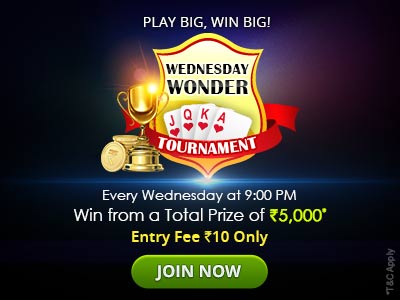 PLAY BIG, WIN BIG!
WEDNESDAY
WONDER
J Q K A
TOURNAMENT
Every Wednesday at 9:00 PM
Win from a Total Prize of ₹5,000*
Entry Fee ₹10 Only
JOIN NOW
*T&C Apply